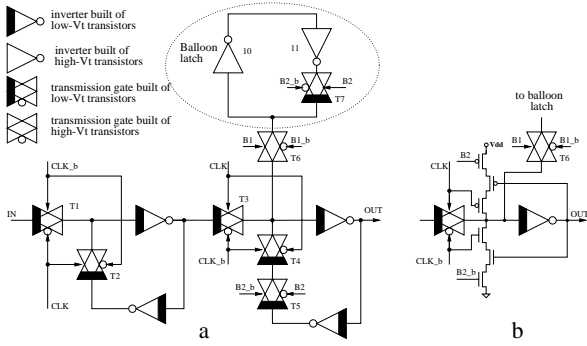 inverter built of
low-Vt transistors
inverter built of
high-Vt transistors
transmission gate built of
low-Vt transistors
transmission gate built of
high-Vt transistors
Balloon
latch
10
11
B2_b
B2
T7
B1
B1_b
T6
CLK_b
CLK
T1
T3
IN
OUT
T2
CLK_b
T4
B2_b
B2
T5
CLK
a
to balloon
latch
Vdd
B2
B1
B1_b
T6
CLK
OUT
CLK_b
B2_b
b